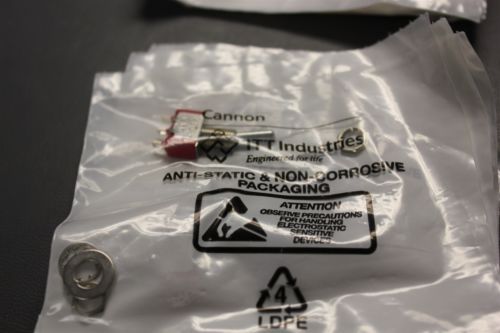 Cannon
ITT Industries
Engineered for life
ANTI-STATIC & NON-CORROSIVE
PACKAGING
ATTENTION
OBSERVE PRECAUTIONS
FOR HANDLING
ELECTROSTATIC
SENSITIVE
DEVICES
4
LDPE